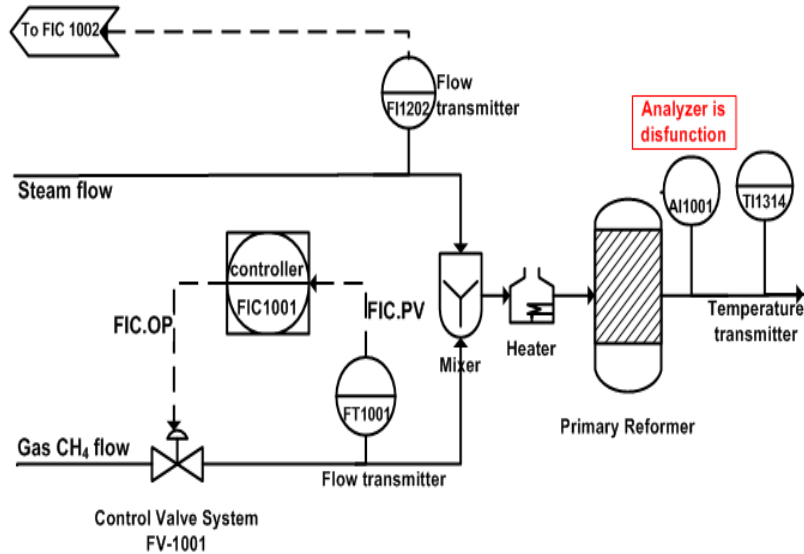 To FIC 1002
FI1202
Flow
transmitter
Analyzer is
disfunction
Steam flow
AI1001
TI1314
controller
FIC1001
FIC.OP
FIC.PV
Mixer
Heater
Temperature
transmitter
FT1001
Primary Reformer
Gas CH₄ flow
Flow transmitter
Control Valve System
FV-1001